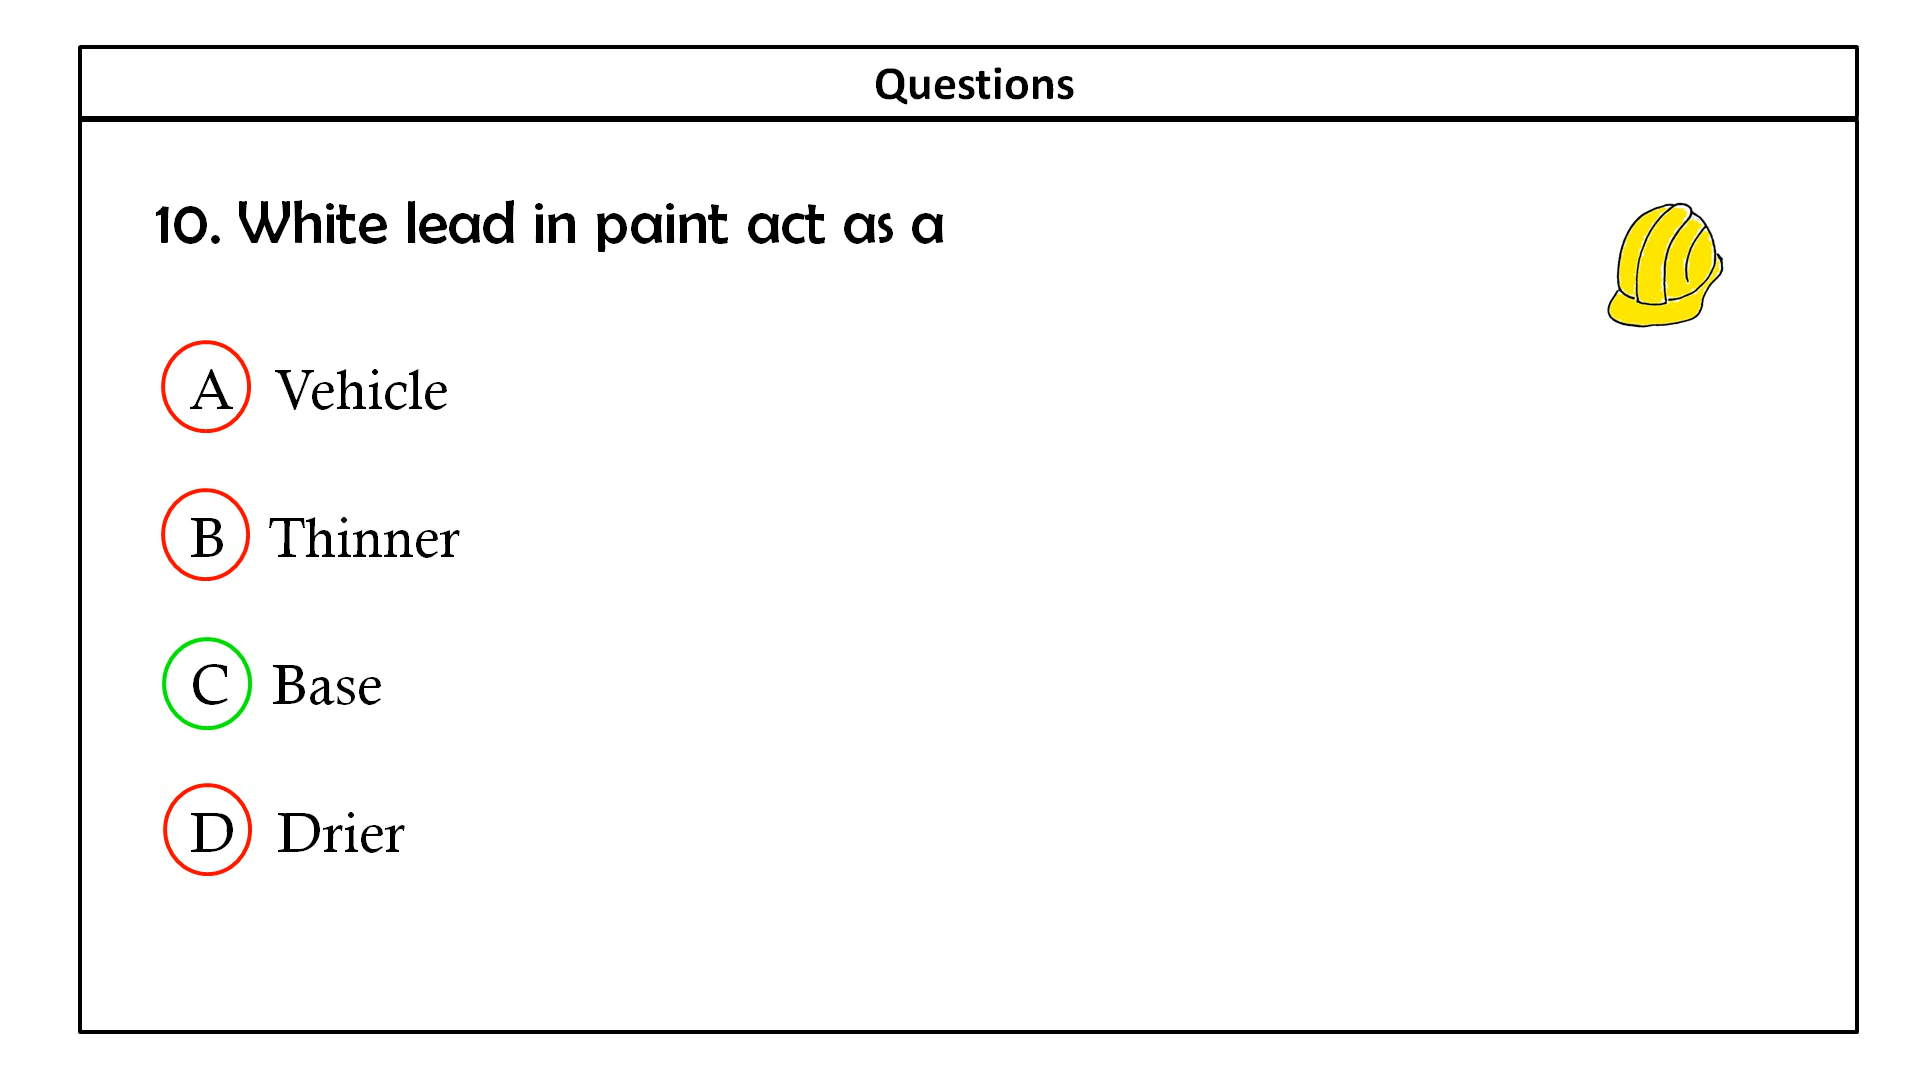 Questions
10. White lead in paint act as a
A Vehicle
B Thinner
C Base
D Drier